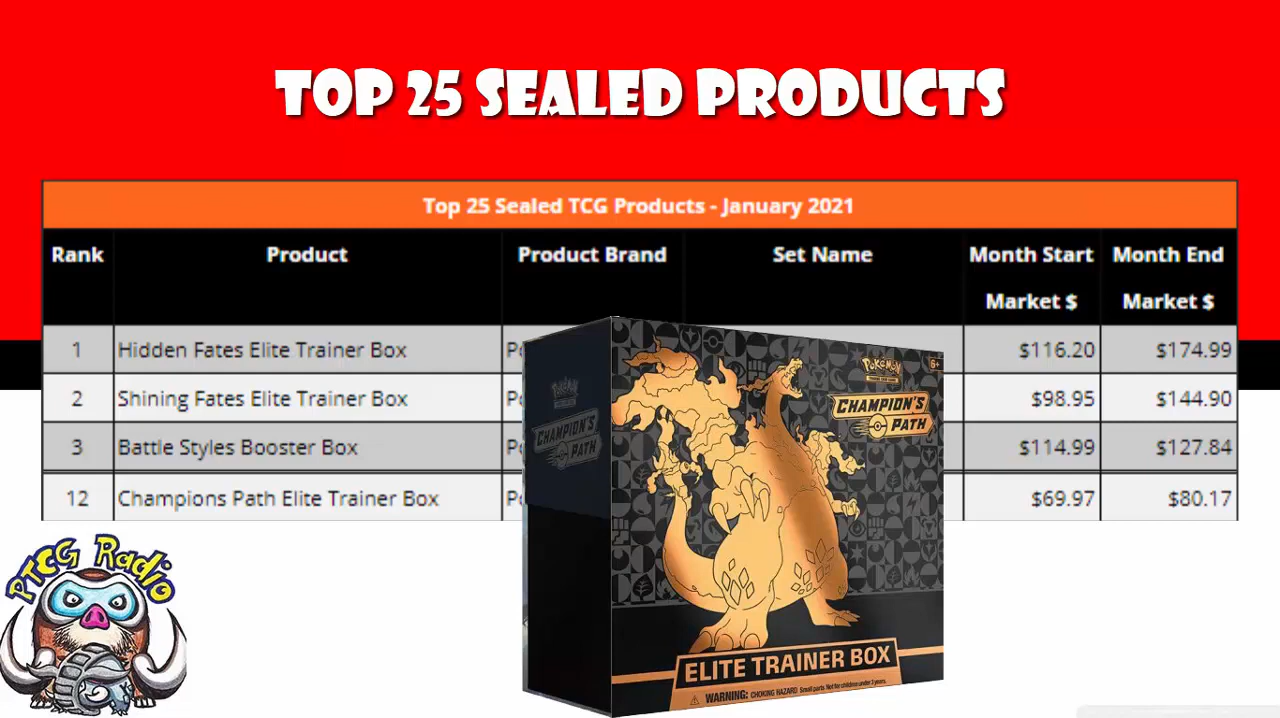 TOP 25 SEALED PRODUCTS
Top 25 Sealed TCG Products - January 2021
Rank Product Product Brand Set Name Month Start Market $ Month End Market $
1 Hidden Fates Elite Trainer Box $116.20 $174.99
2 Shining Fates Elite Trainer Box $98.95 $144.90
3 Battle Styles Booster Box $114.99 $127.84
12 Champions Path Elite Trainer Box $69.97 $80.17
POKÉMON
CHAMPION'S
PATH
Pokémon
6+
CHAMPION'S
PATH
ELITE TRAINER BOX
WARNING: CHOKING HAZARD. Small parts. Not for children under 3 years.
PTCG Radio